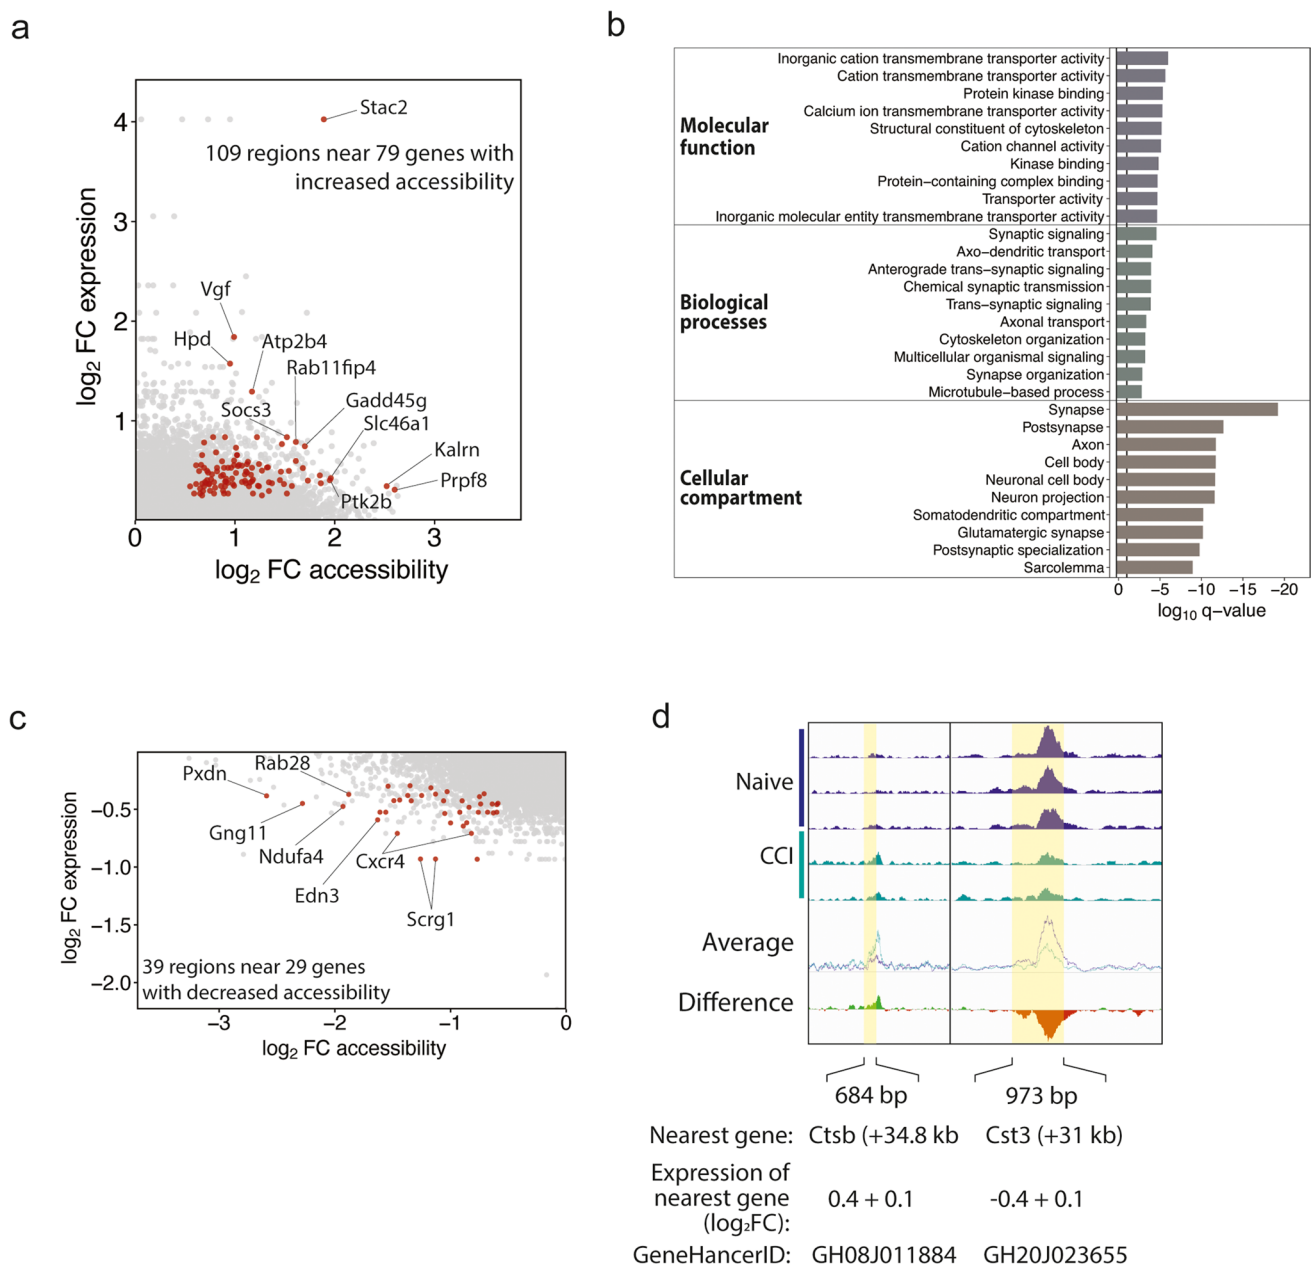 a
Stac2
109 regions near 79 genes with
increased accessibility
Vgf
Hpd
Atp2b4
Rab11fip4
Socs3
Gadd45g
Slc46a1
Kalrn
Prpf8
Ptk2b
4
3
2
1
0 1 2 3
log2 FC expression
log2 FC accessibility
b
Molecular
function
Inorganic cation transmembrane transporter activity
Cation transmembrane transporter activity
Protein kinase binding
Calcium ion transmembrane transporter activity
Structural constituent of cytoskeleton
Cation channel activity
Kinase binding
Protein−containing complex binding
Transporter activity
Inorganic molecular entity transmembrane transporter activity
Biological
processes
Synaptic signaling
Axo−dendritic transport
Anterograde trans−synaptic signaling
Chemical synaptic transmission
Trans−synaptic signaling
Axonal transport
Cytoskeleton organization
Multicellular organismal signaling
Synapse organization
Microtubule−based process
Cellular
compartment
Synapse
Postsynapse
Axon
Cell body
Neuronal cell body
Neuron projection
Somatodendritic compartment
Glutamatergic synapse
Postsynaptic specialization
Sarcolemma
0 −5 −10 −15 −20
log10 q−value
c
Pxdn
Rab28
Gng11
Ndufa4
Edn3
Cxcr4
Scrg1
39 regions near 29 genes
with decreased accessibility
−0.5
−1.0
−1.5
−2.0
−3 −2 −1 0
log2 FC expression
log2 FC accessibility
d
Naive
CCI
Average
Difference
684 bp 973 bp
Nearest gene: Ctsb (+34.8 kb Cst3 (+31 kb)
Expression of
nearest gene 0.4 + 0.1 -0.4 + 0.1
(log2FC):
GeneHancerID: GH08J011884 GH20J023655